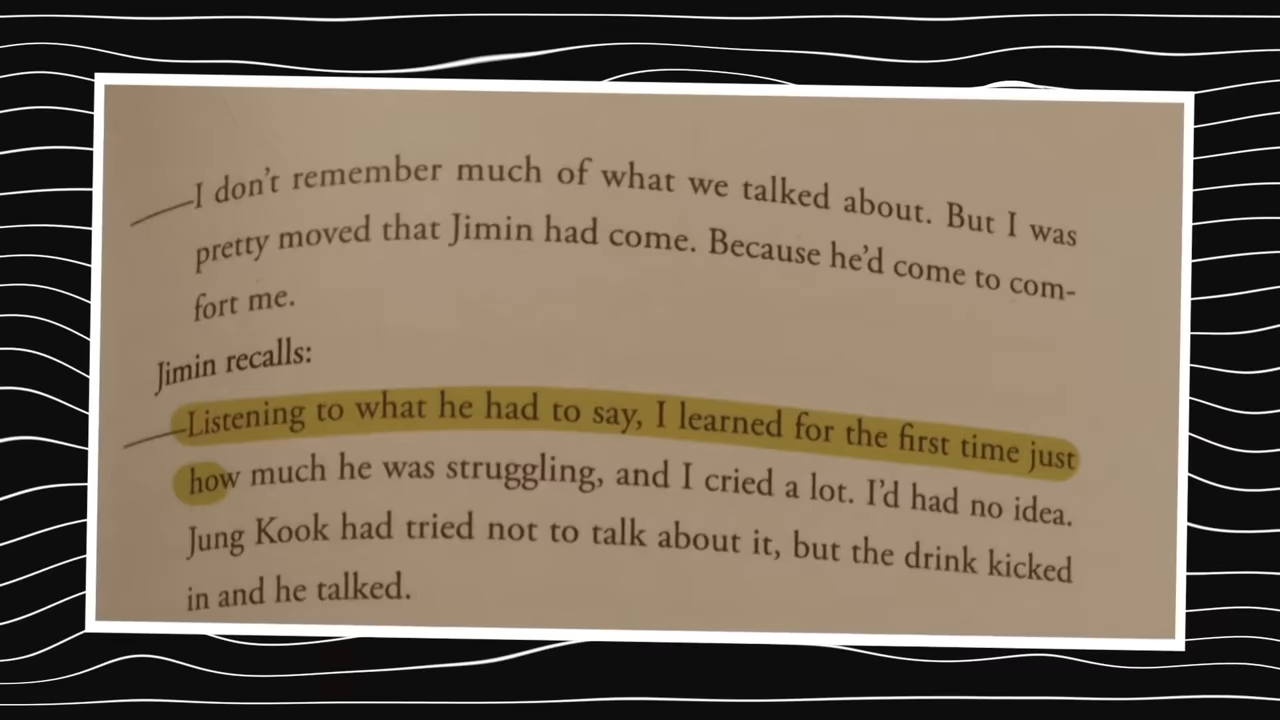 —I don't remember much of what we talked about. But I was
pretty moved that Jimin had come. Because he'd come to com-
fort me.
Jimin recalls:
—Listening to what he had to say, I learned for the first time just
how much he was struggling, and I cried a lot. I'd had no idea.
Jung Kook had tried not to talk about it, but the drink kicked
in and he talked.